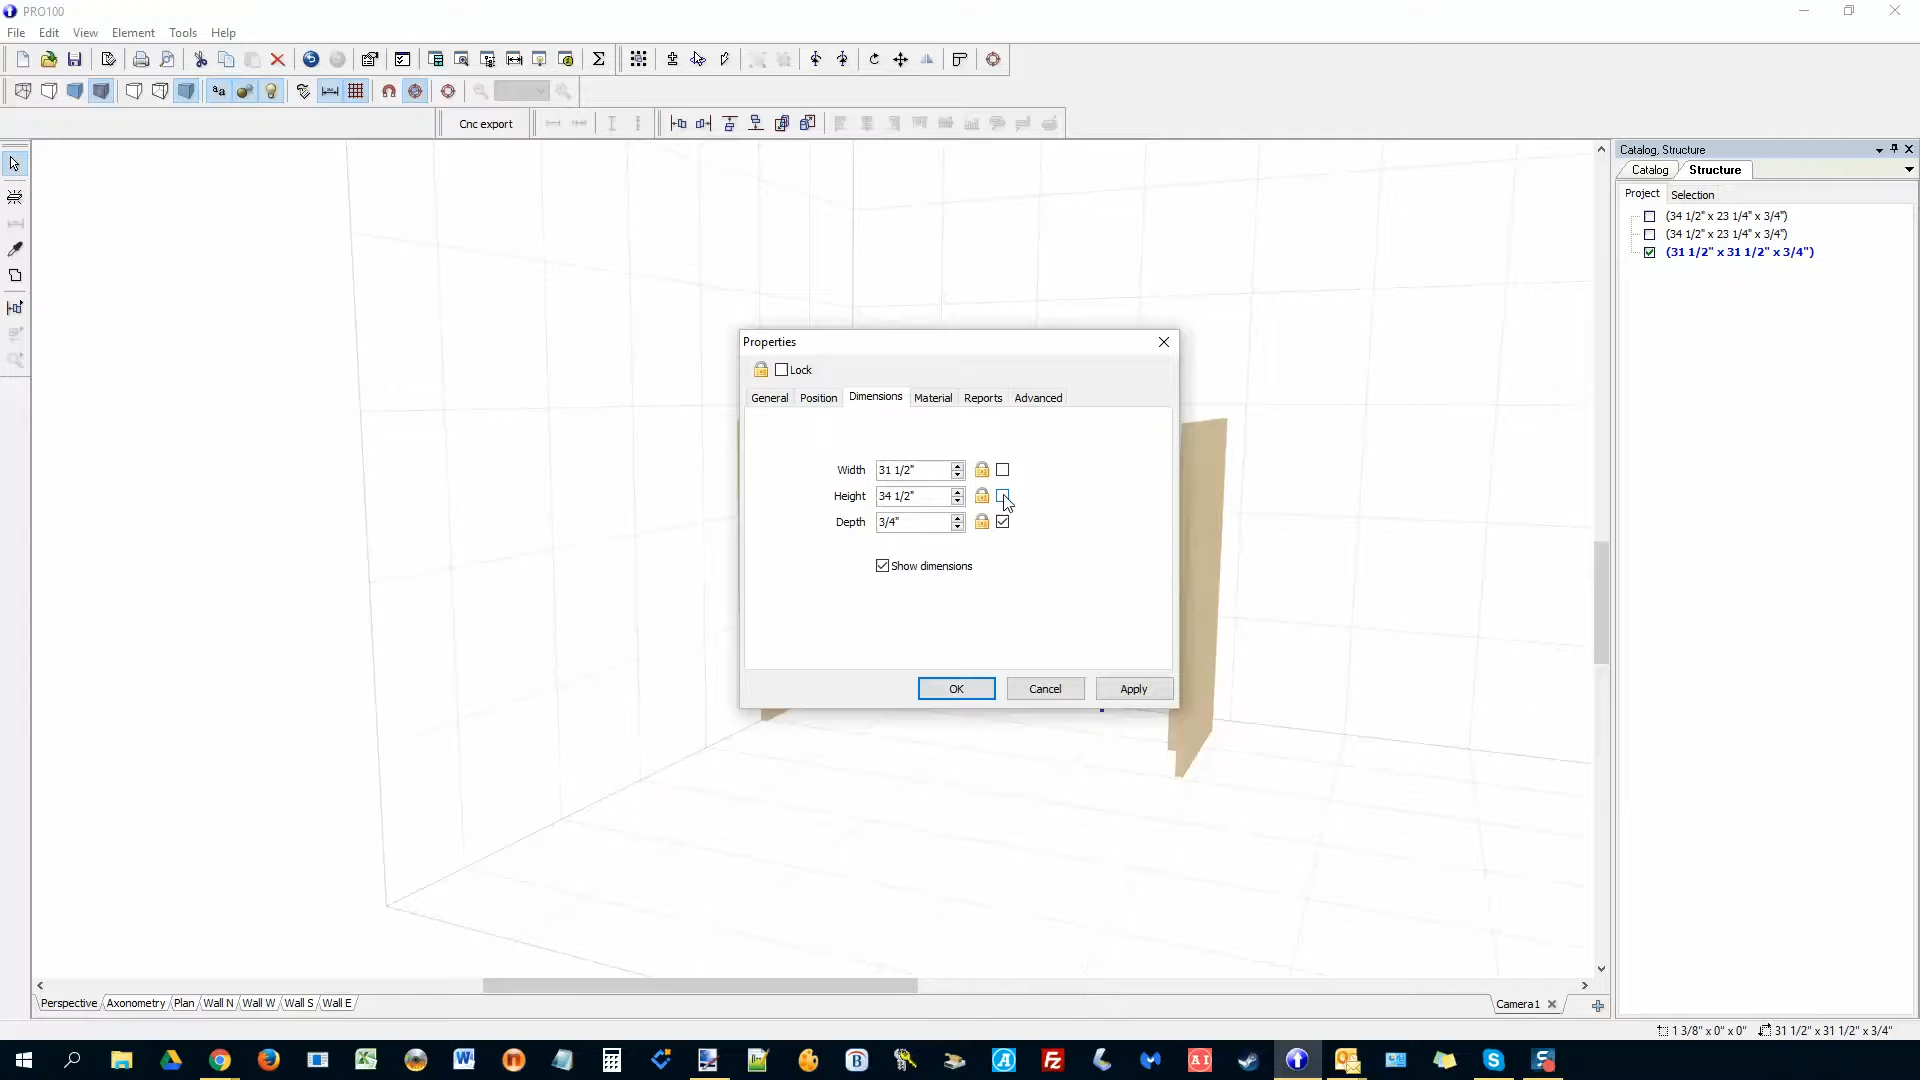 PRO100
File Edit View Element Tools Help
aa
Cnc export
Catalog, Structure
Catalog Structure
Project Selection
(34 1/2" x 23 1/4" x 3/4")
(34 1/2" x 23 1/4" x 3/4")
(31 1/2" x 31 1/2" x 3/4")
Properties
Lock
General Position Dimensions Material Reports Advanced
Width 31 1/2"
Height 34 1/2"
Depth 3/4"
Show dimensions
OK Cancel Apply
Perspective Axonometry Plan Wall N Wall W Wall S Wall E
Camera1
1 3/8" x 0" x 0" 31 1/2" x 31 1/2" x 3/4"